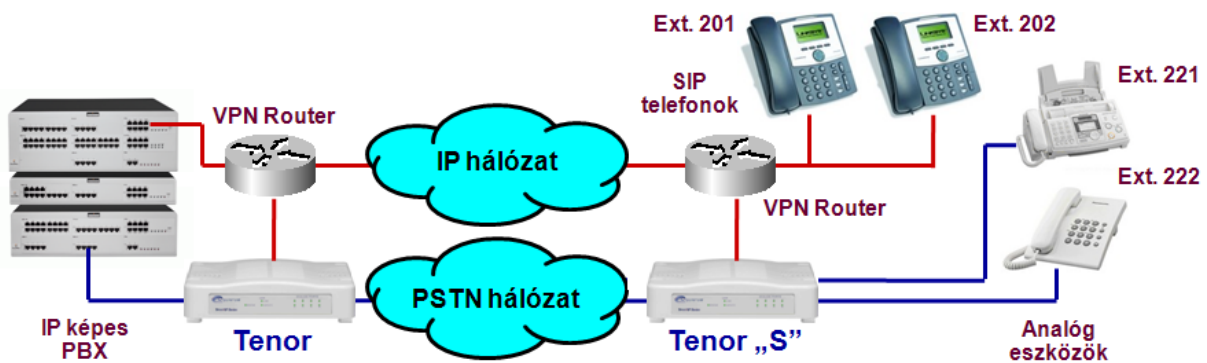 Ext. 201
Ext. 202
SIP
telefonok
Ext. 221
VPN Router
IP hálózat
Ext. 222
VPN Router
PSTN hálózat
IP képes
PBX
Tenor
Tenor „S”
Analóg
eszközök